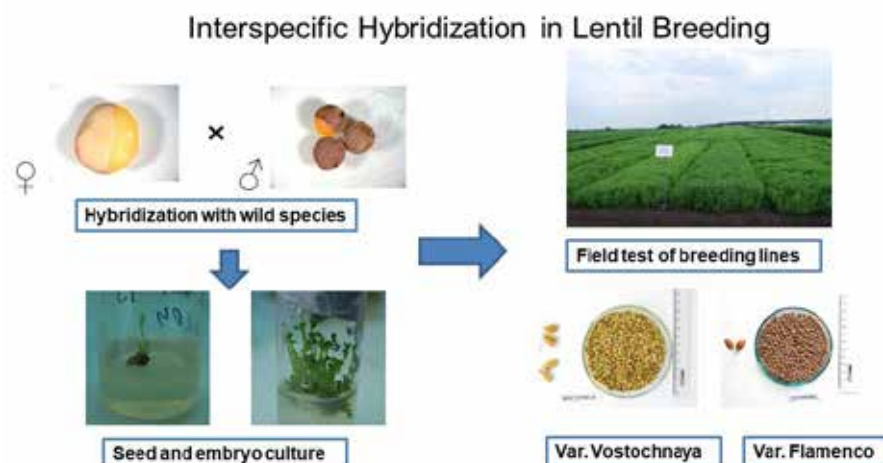 Interspecific Hybridization in Lentil Breeding
♀ × ♂
Hybridization with wild species
Seed and embryo culture
Field test of breeding lines
Var. Vostochnaya
Var. Flamenco